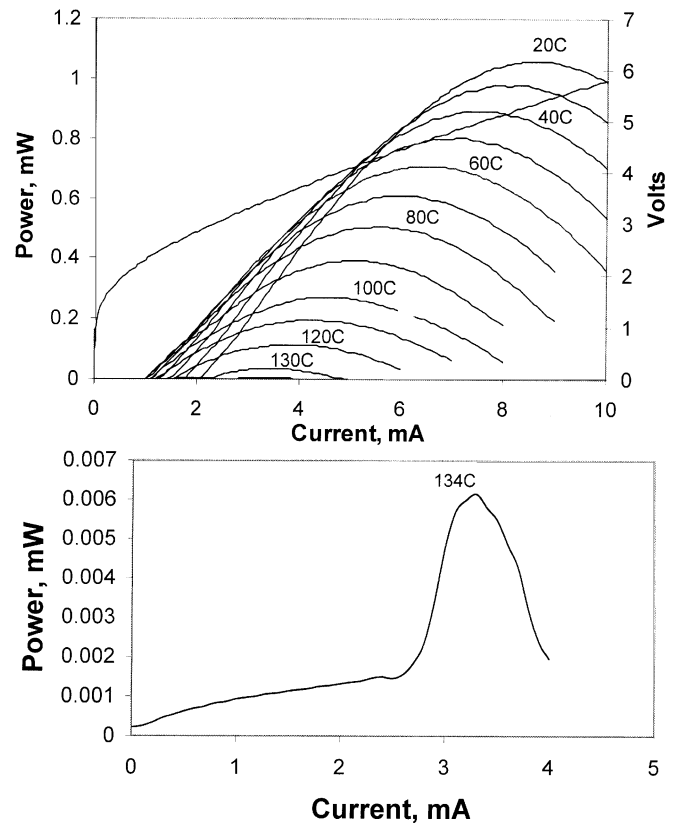 1.2
1
0.8
0.6
0.4
0.2
0
Power, mW
7
6
5
4
3
2
1
0
Volts
20C
40C
60C
80C
100C
120C
130C
0 2 4 6 8 10
Current, mA
0.007
0.006
0.005
0.004
0.003
0.002
0.001
0
Power, mW
134C
0 1 2 3 4 5
Current, mA